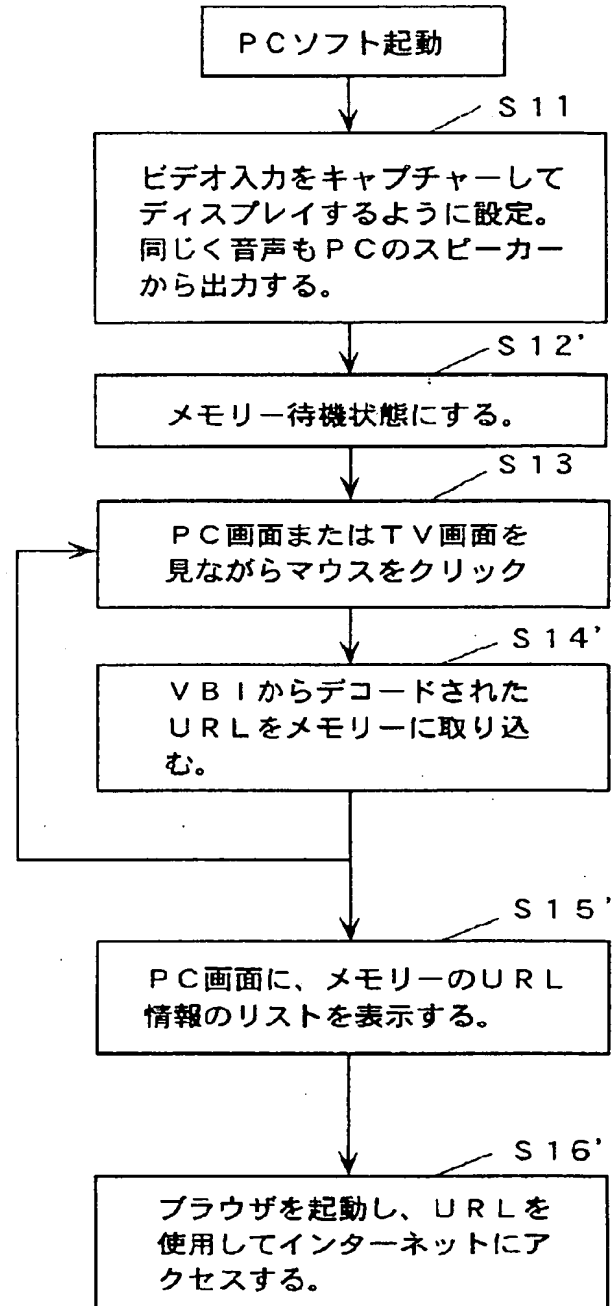 PCソフト起動
S11
ビデオ入力をキャプチャーして
ディスプレイするように設定。
同じく音声もPCのスピーカー
から出力する。
S12'
メモリー待機状態にする。
S13
PC画面またはTV画面を
見ながらマウスをクリック
S14'
VBIからデコードされた
URLをメモリーに取り込
む。
S15'
PC画面に、メモリーのURL
情報のリストを表示する。
S16'
ブラウザを起動し、URLを
使用してインターネットにア
クセスする。